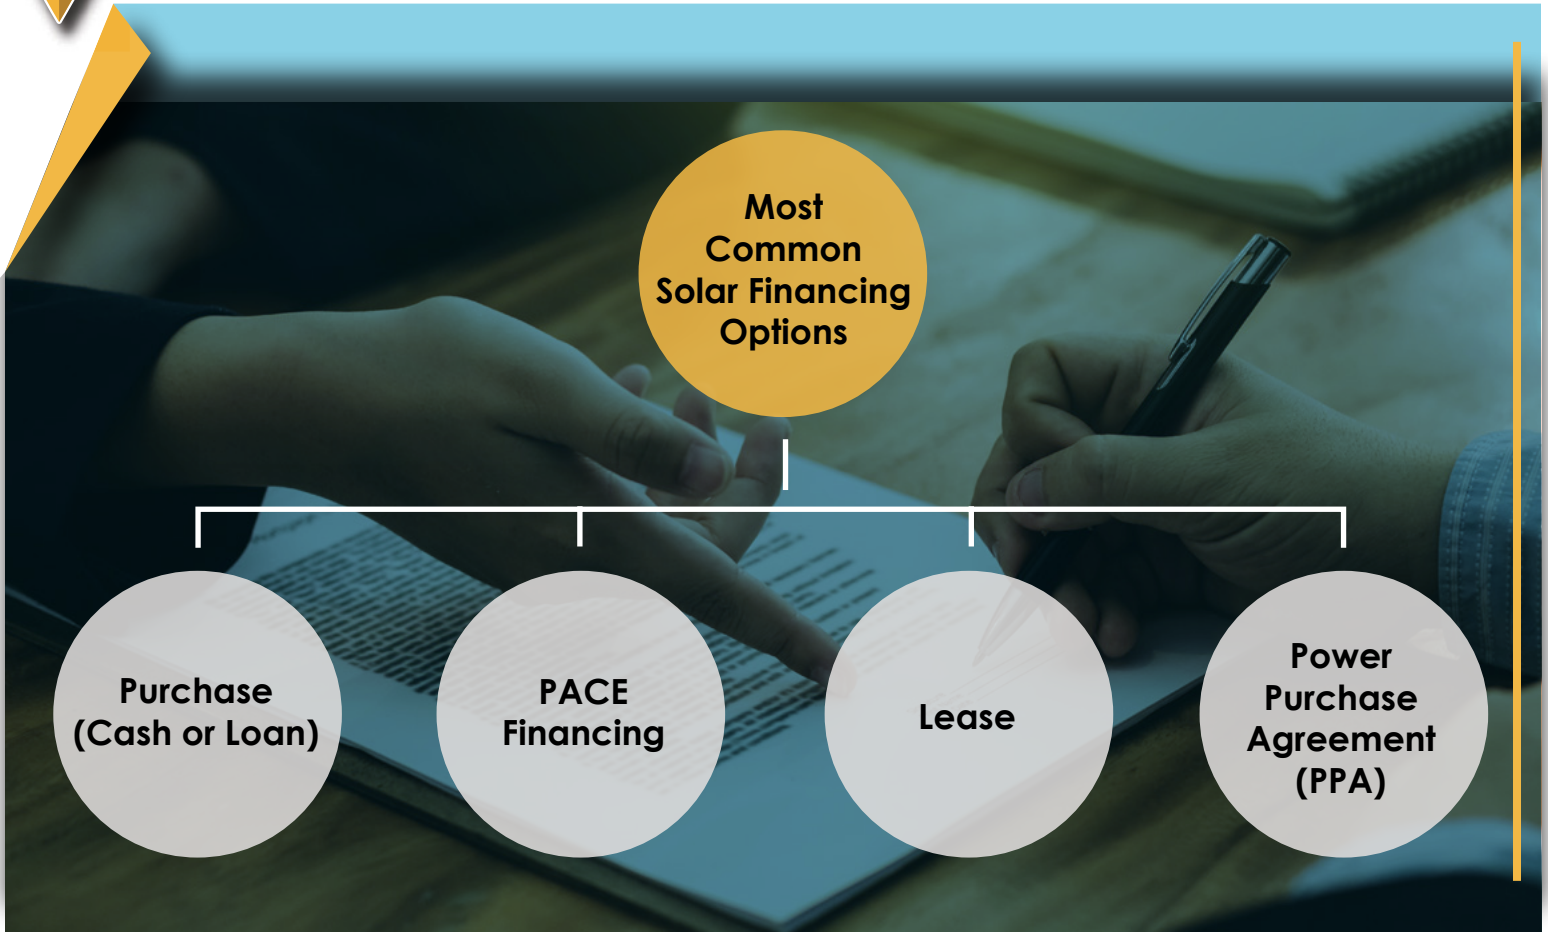 Most
Common
Solar Financing
Options
Purchase
(Cash or Loan)
PACE
Financing
Lease
Power
Purchase
Agreement
(PPA)